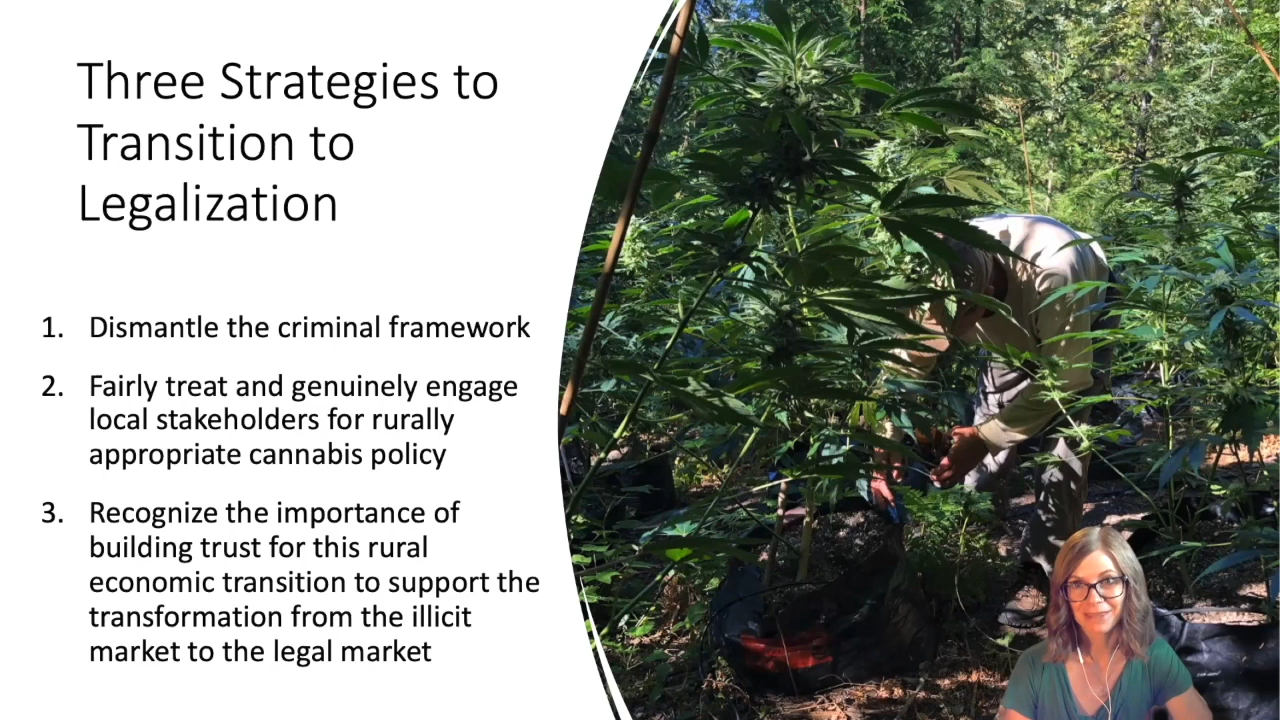 Three Strategies to
Transition to
Legalization
1. Dismantle the criminal framework
2. Fairly treat and genuinely engage
local stakeholders for rurally
appropriate cannabis policy
3. Recognize the importance of
building trust for this rural
economic transition to support the
transformation from the illicit
market to the legal market